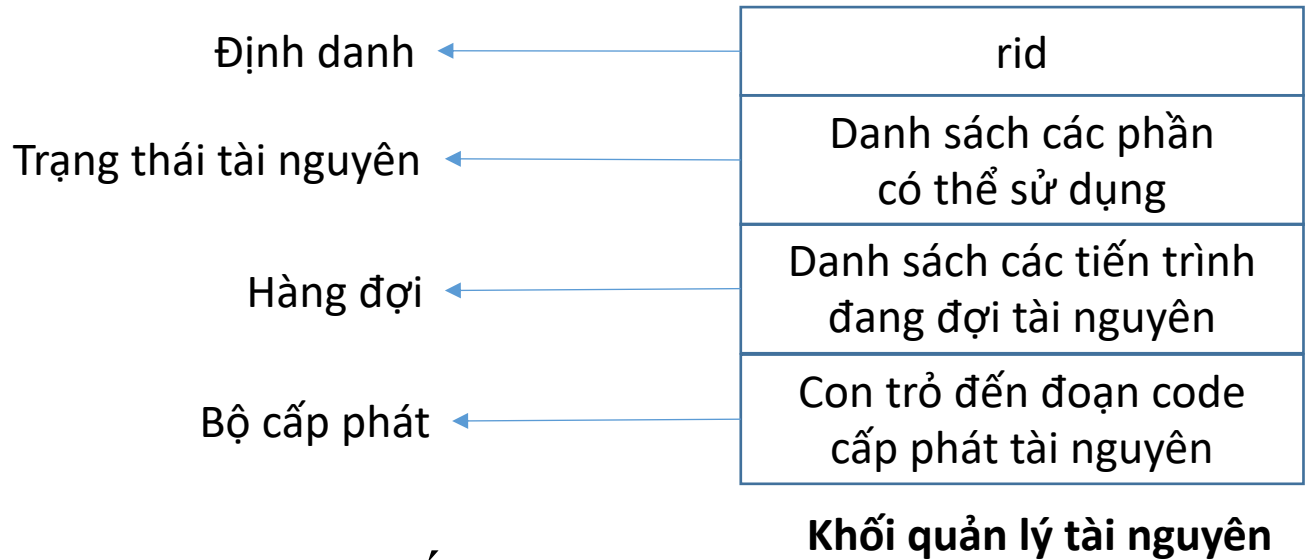 Định danh
rid
Trạng thái tài nguyên
Danh sách các phần
có thể sử dụng
Hàng đợi
Danh sách các tiến trình
đang đợi tài nguyên
Bộ cấp phát
Con trỏ đến đoạn code
cấp phát tài nguyên
Khối quản lý tài nguyên